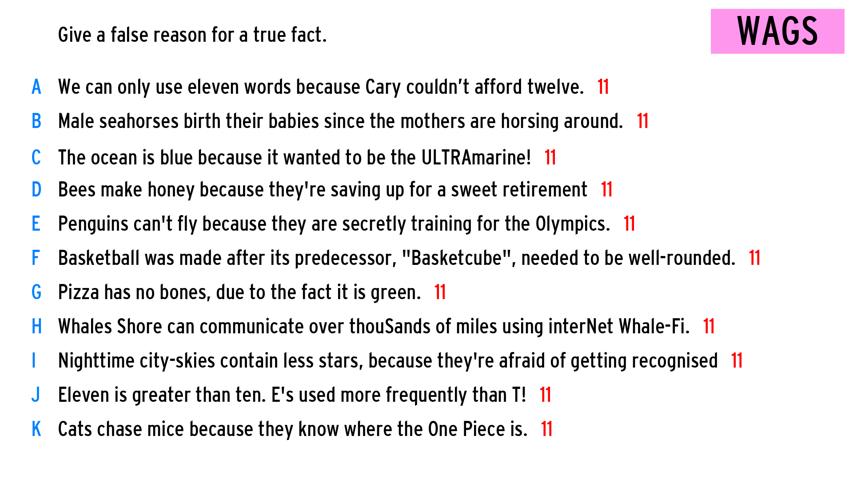 Give a false reason for a true fact.
WAGS
A We can only use eleven words because Cary couldn't afford twelve. 11
B Male seahorses birth their babies since the mothers are horsing around. 11
C The ocean is blue because it wanted to be the ULTRAmarine! 11
D Bees make honey because they're saving up for a sweet retirement 11
E Penguins can't fly because they are secretly training for the Olympics. 11
F Basketball was made after its predecessor, "Basketcube", needed to be well-rounded. 11
G Pizza has no bones, due to the fact it is green. 11
H Whales Shore can communicate over thouSands of miles using interNet Whale-Fi. 11
I Nighttime city-skies contain less stars, because they're afraid of getting recognised 11
J Eleven is greater than ten. E's used more frequently than T! 11
K Cats chase mice because they know where the One Piece is. 11